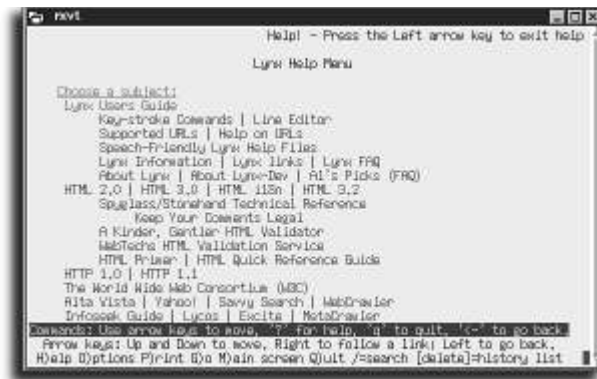 rxvt
Help! - Press the Left arrow key to exit help
Lynx Help Menu
Choose a subject:
Lynx Users Guide
Key-stroke Commands | Line Editor
Supported URLs | Help on URLs
Speech-Friendly Lynx Help Files
Lynx Information | Lynx links | Lynx FAQ
About Lynx | About Lynx-Dev | Al's Picks (FAQ)
HTML 2.0 | HTML 3.0 | HTML i18n | HTML 3.2
Spyglass/Stonehand Technical Reference
Keep Your Comments Legal
A Kinder, Gentler HTML Validator
WebTechs HTML Validation Service
HTML Primer | HTML Quick Reference Guide
HTTP 1.0 | HTTP 1.1
The World Wide Web Consortium (W3C)
Alta Vista | Yahoo! | Savvy Search | WebCrawler
Infoseek Guide | Lycos | Excite | MetaCrawler
Commands: Use arrow keys to move, '?' for help, 'q' to quit, '<-' to go back.
Arrow keys: Up and Down to move, Right to follow a link; Left to go back.
H)elp O)ptions P)rint G)o M)ain screen Q)uit /=search [delete]=history list